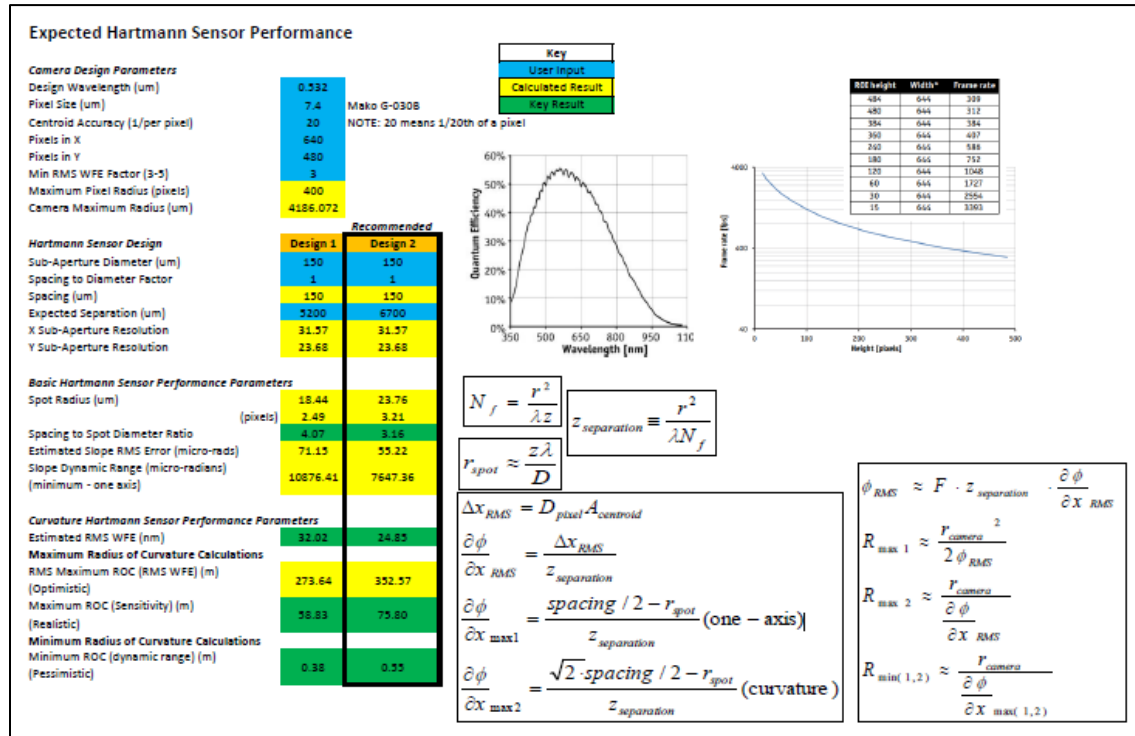 Expected Hartmann Sensor Performance
Key
User Input
Calculated Result
Key Result
Camera Design Parameters
Design Wavelength (um) 0.532
Pixel Size (um) 7.4 Mako G-030B
Centroid Accuracy (1/per pixel) 20 NOTE: 20 means 1/20th of a pixel
Pixels in X 640
Pixels in Y 480
Min RMS WFE Factor (3-5) 3
Maximum Pixel Radius (pixels) 400
Camera Maximum Radius (um) 4186.072
Recommended
Hartmann Sensor Design Design 1 Design 2
Sub-Aperture Diameter (um) 150 150
Spacing to Diameter Factor 1 1
Spacing (um) 150 150
Expected Separation (um) 5200 6700
X Sub-Aperture Resolution 31.57 31.57
Y Sub-Aperture Resolution 23.68 23.68
Basic Hartmann Sensor Performance Parameters
Spot Radius (um) 18.44 23.76
(pixels) 2.49 3.21
Spacing to Spot Diameter Ratio 4.07 3.16
Estimated Slope RMS Error (micro-rads) 71.15 55.22
Slope Dynamic Range (micro-radians)
(minimum - one axis) 10876.41 7647.36
Curvature Hartmann Sensor Performance Parameters
Estimated RMS WFE (nm) 32.02 24.85
Maximum Radius of Curvature Calculations
RMS Maximum ROC (RMS WFE) (m)
(Optimistic) 273.64 352.57
Maximum ROC (Sensitivity) (m)
(Realistic) 58.83 75.80
Minimum Radius of Curvature Calculations
Minimum ROC (dynamic range) (m)
(Pessimistic) 0.38 0.55
60%
50%
40%
30%
20%
10%
0%
Quantum Efficiency
350 500 650 800 950 110
Wavelength [nm]
ROI height Width* Frame rate
484 644 309
480 644 312
384 644 384
360 644 407
240 644 586
180 644 752
120 644 1048
60 644 1727
30 644 2554
15 644 3393
4000
400
40
Frame rate [fps]
0 100 200 300 400 500
Height [pixels]
N_f = r² / λz
z_separation ≡ r² / λN_f
r_spot ≈ zλ / D
Δx_RMS = D_pixel A_centroid
∂φ/∂x_RMS = Δx_RMS / z_separation
∂φ/∂x_max1 = spacing / 2 − r_spot / z_separation (one − axis)
∂φ/∂x_max2 = √2 · spacing / 2 − r_spot / z_separation (curvature)
φ_RMS ≈ F · z_separation · ∂φ/∂x_RMS
R_max1 ≈ r_camera² / 2φ_RMS
R_max2 ≈ r_camera / ∂φ/∂x_RMS
R_min(1,2) ≈ r_camera / ∂φ/∂x_max(1,2)